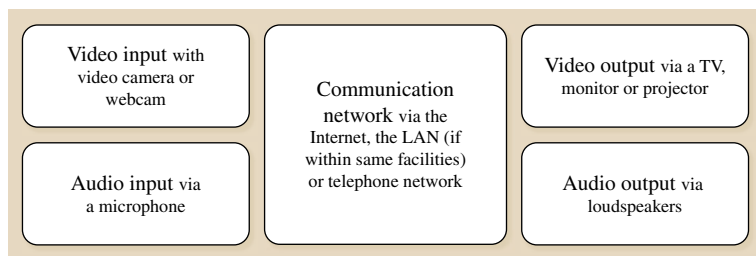 Video input with
video camera or
webcam
Audio input via
a microphone
Communication
network via the
Internet, the LAN (if
within same facilities)
or telephone network
Video output via a TV,
monitor or projector
Audio output via
loudspeakers